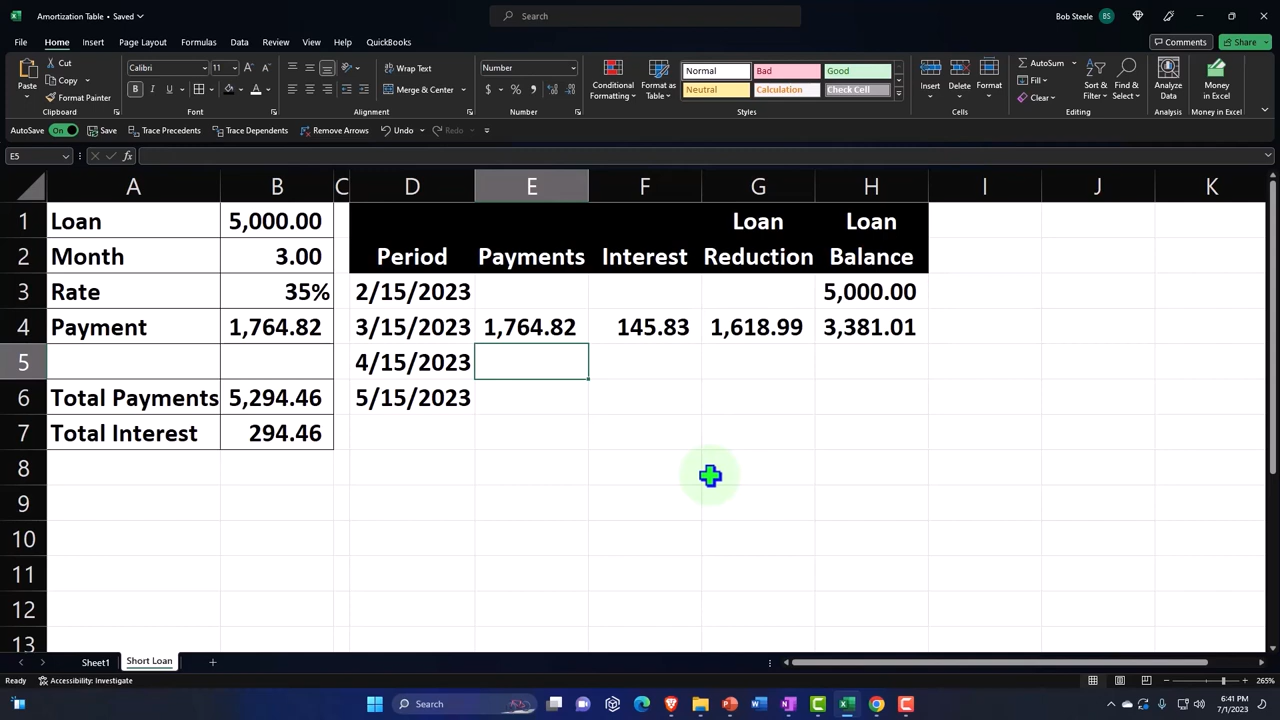 Amortization Table • Saved
Search
Bob Steele BS
File Home Insert Page Layout Formulas Data Review View Help QuickBooks
Comments Share
Paste
Cut
Copy
Format Painter
Clipboard
Calibri 11
B I U
Font
Wrap Text
Merge & Center
Alignment
Number
$ % ,
Number
Conditional Formatting
Format as Table
Normal Bad Good
Neutral Calculation Check Cell
Styles
Insert Delete Format
Cells
AutoSum
Fill
Clear
Sort & Filter
Find & Select
Editing
Analyze Data
Analysis
Money in Excel
Money in Excel
AutoSave On Save Trace Precedents Trace Dependents Remove Arrows Undo Redo
E5 fx
A B C D E F G H I J K
1 Loan 5,000.00 Loan Loan
2 Month 3.00 Period Payments Interest Reduction Balance
3 Rate 35% 2/15/2023 5,000.00
4 Payment 1,764.82 3/15/2023 1,764.82 145.83 1,618.99 3,381.01
5 4/15/2023
6 Total Payments 5,294.46 5/15/2023
7 Total Interest 294.46
8
9
10
11
12
13
Sheet1 Short Loan
Ready Accessibility: Investigate 265%
Search
6:41 PM
7/1/2023